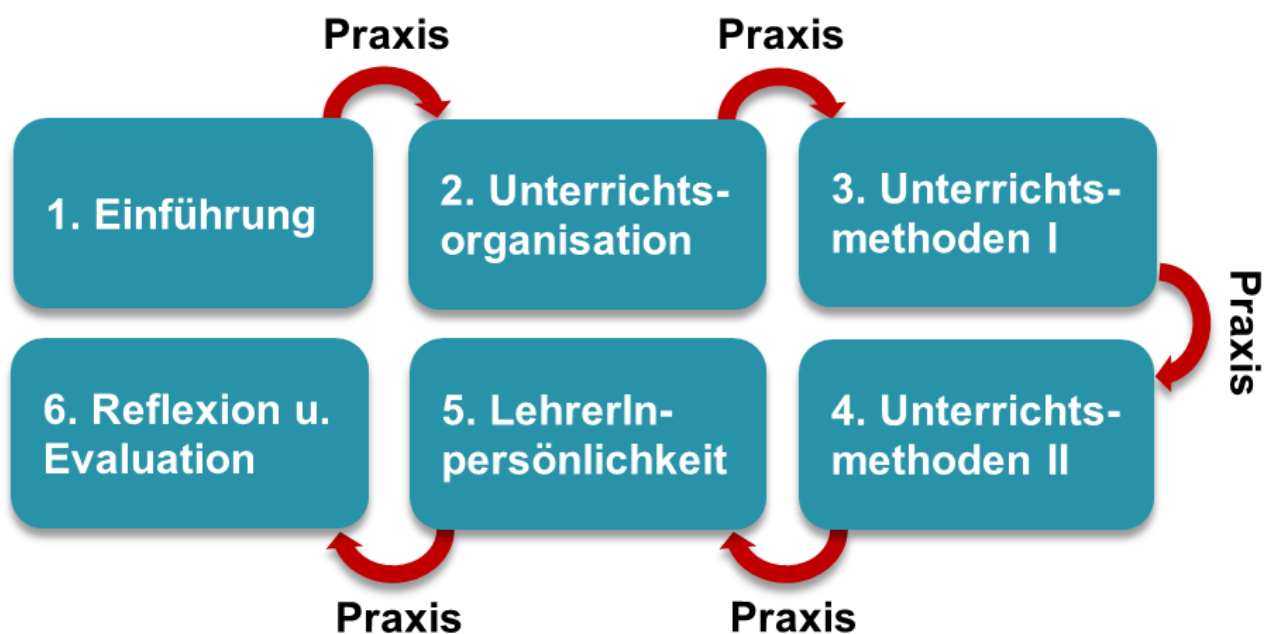 Praxis
Praxis
1. Einführung
2. Unterrichts-
organisation
3. Unterrichts-
methoden I
Praxis
4. Unterrichts-
methoden II
5. LehrerIn-
persönlichkeit
6. Reflexion u.
Evaluation
Praxis
Praxis